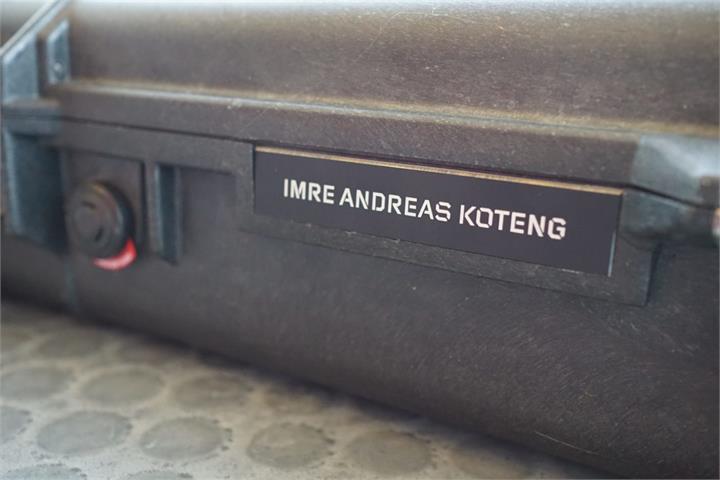 IMRE ANDREAS KOTENG